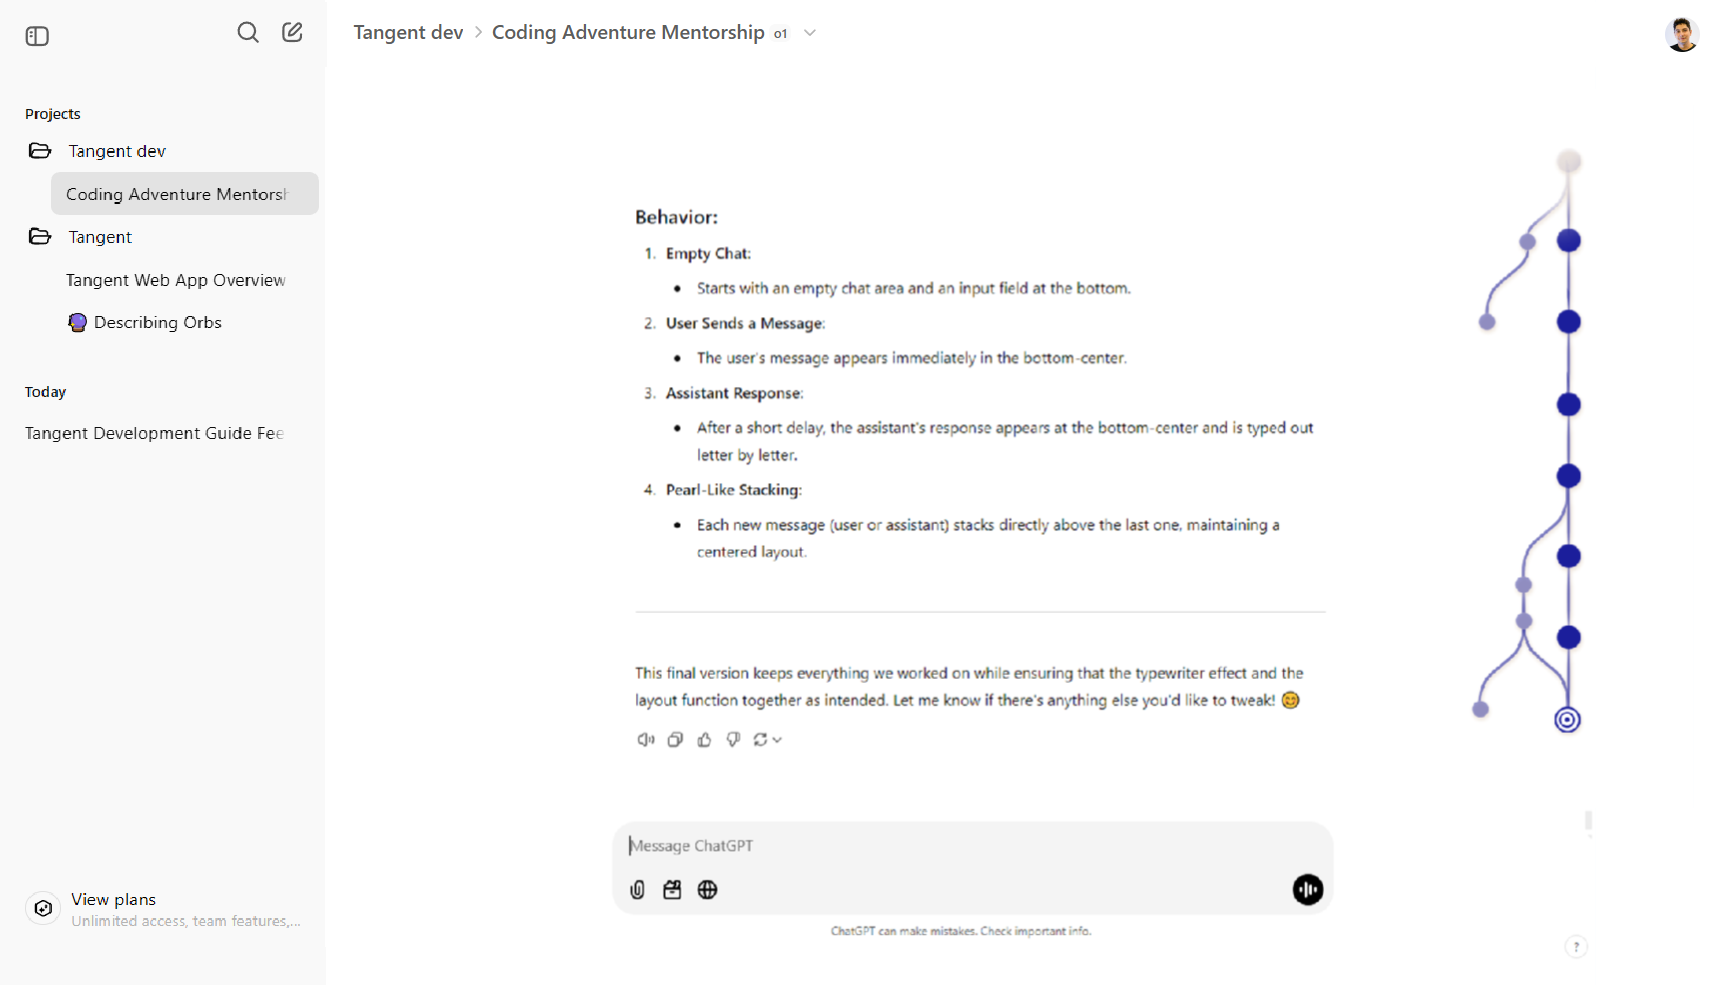 Tangent dev > Coding Adventure Mentorship o1
Projects
Tangent dev
Coding Adventure Mentorsh
Tangent
Tangent Web App Overview
Describing Orbs
Today
Tangent Development Guide Fee
View plans
Unlimited access, team features,...
Behavior:
1. Empty Chat:
• Starts with an empty chat area and an input field at the bottom.
2. User Sends a Message:
• The user's message appears immediately in the bottom-center.
3. Assistant Response:
• After a short delay, the assistant's response appears at the bottom-center and is typed out
letter by letter.
4. Pearl-Like Stacking:
• Each new message (user or assistant) stacks directly above the last one, maintaining a
centered layout.
This final version keeps everything we worked on while ensuring that the typewriter effect and the
layout function together as intended. Let me know if there's anything else you'd like to tweak! 😊
Message ChatGPT
ChatGPT can make mistakes. Check important info.
?